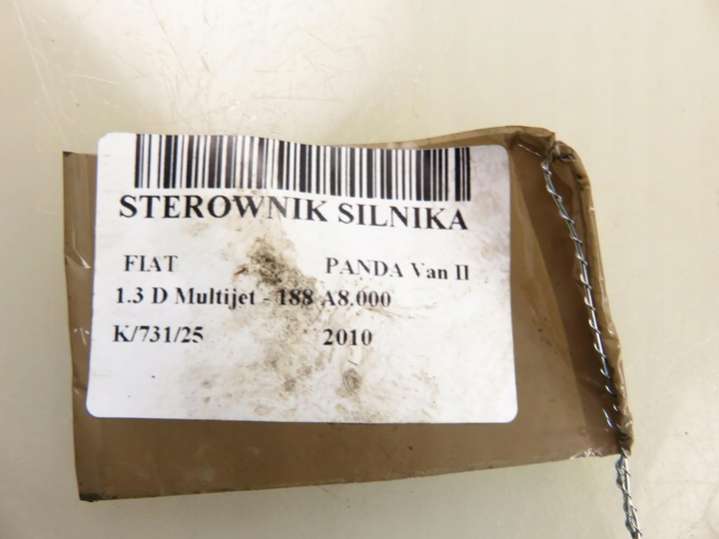 STEROWNIK SILNIKA
FIAT PANDA Van II
1.3 D Multijet - 188 A8.000
K/731/25 2010